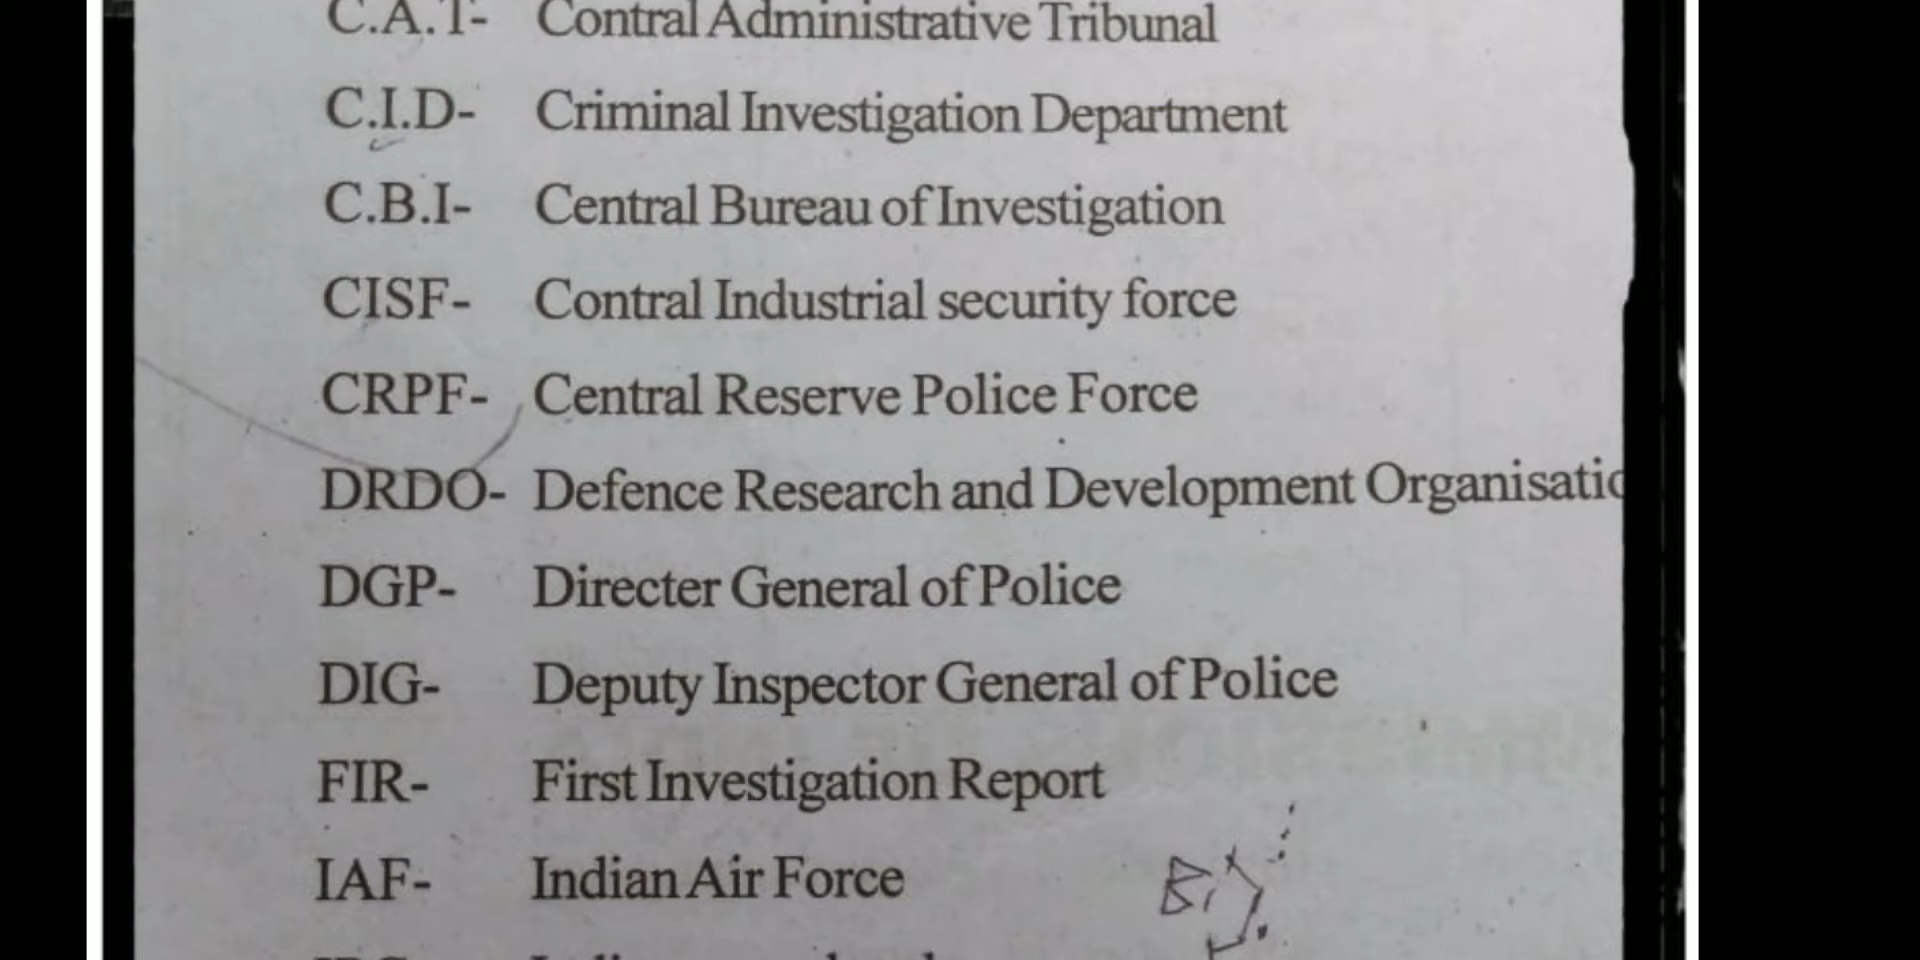 C.A.T- Contral Administrative Tribunal
C.I.D- Criminal Investigation Department
C.B.I- Central Bureau of Investigation
CISF- Contral Industrial security force
CRPF- Central Reserve Police Force
DRDO- Defence Research and Development Organisatio
DGP- Directer General of Police
DIG- Deputy Inspector General of Police
FIR- First Investigation Report
IAF- Indian Air Force